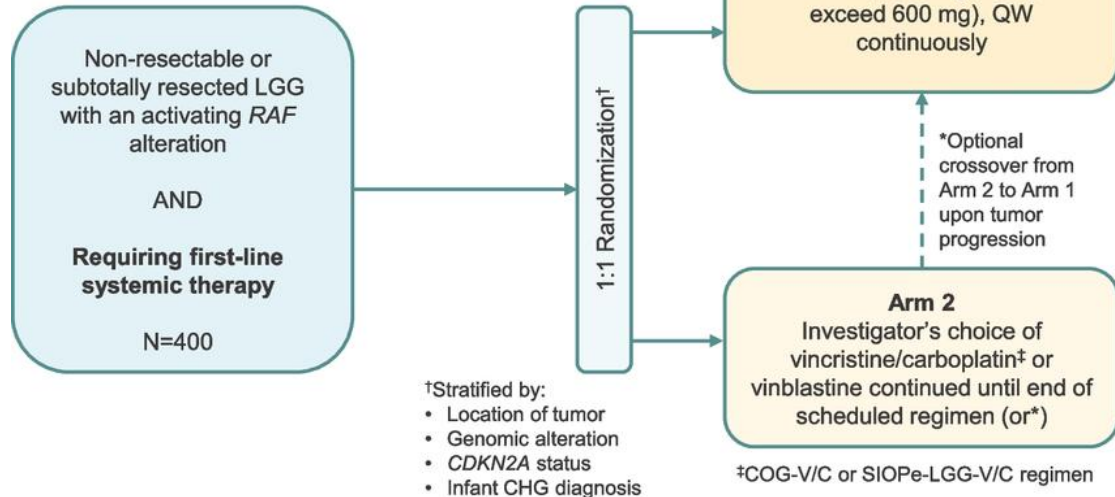 Non-resectable or
subtotally resected LGG
with an activating RAF
alteration
AND
Requiring first-line
systemic therapy
N=400
1:1 Randomization†
†Stratified by:
• Location of tumor
• Genomic alteration
• CDKN2A status
• Infant CHG diagnosis
exceed 600 mg), QW
continuously
*Optional
crossover from
Arm 2 to Arm 1
upon tumor
progression
Arm 2
Investigator's choice of
vincristine/carboplatin‡ or
vinblastine continued until end of
scheduled regimen (or*)
‡COG-V/C or SIOPe-LGG-V/C regimen